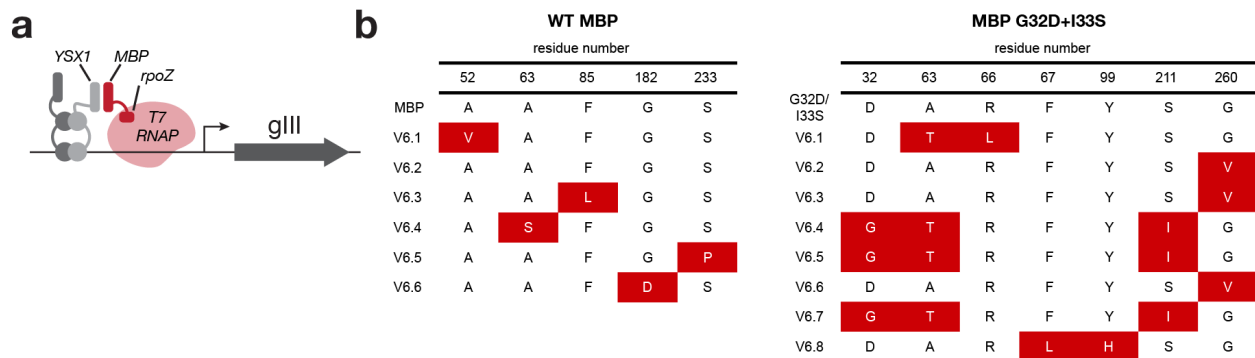 a
YSX1
MBP
rpoZ
T7
RNAP
gIII
b
WT MBP
residue number
52 63 85 182 233
MBP A A F G S
V6.1 V A F G S
V6.2 A A F G S
V6.3 A A L G S
V6.4 A S F G S
V6.5 A A F G P
V6.6 A A F D S
MBP G32D+I33S
residue number
32 63 66 67 99 211 260
G32D/
I33S D A R F Y S G
V6.1 D T L F Y S G
V6.2 D A R F Y S V
V6.3 D A R F Y S V
V6.4 G T R F Y I G
V6.5 G T R F Y I G
V6.6 D A R F Y S V
V6.7 G T R F Y I G
V6.8 D A R L H S G